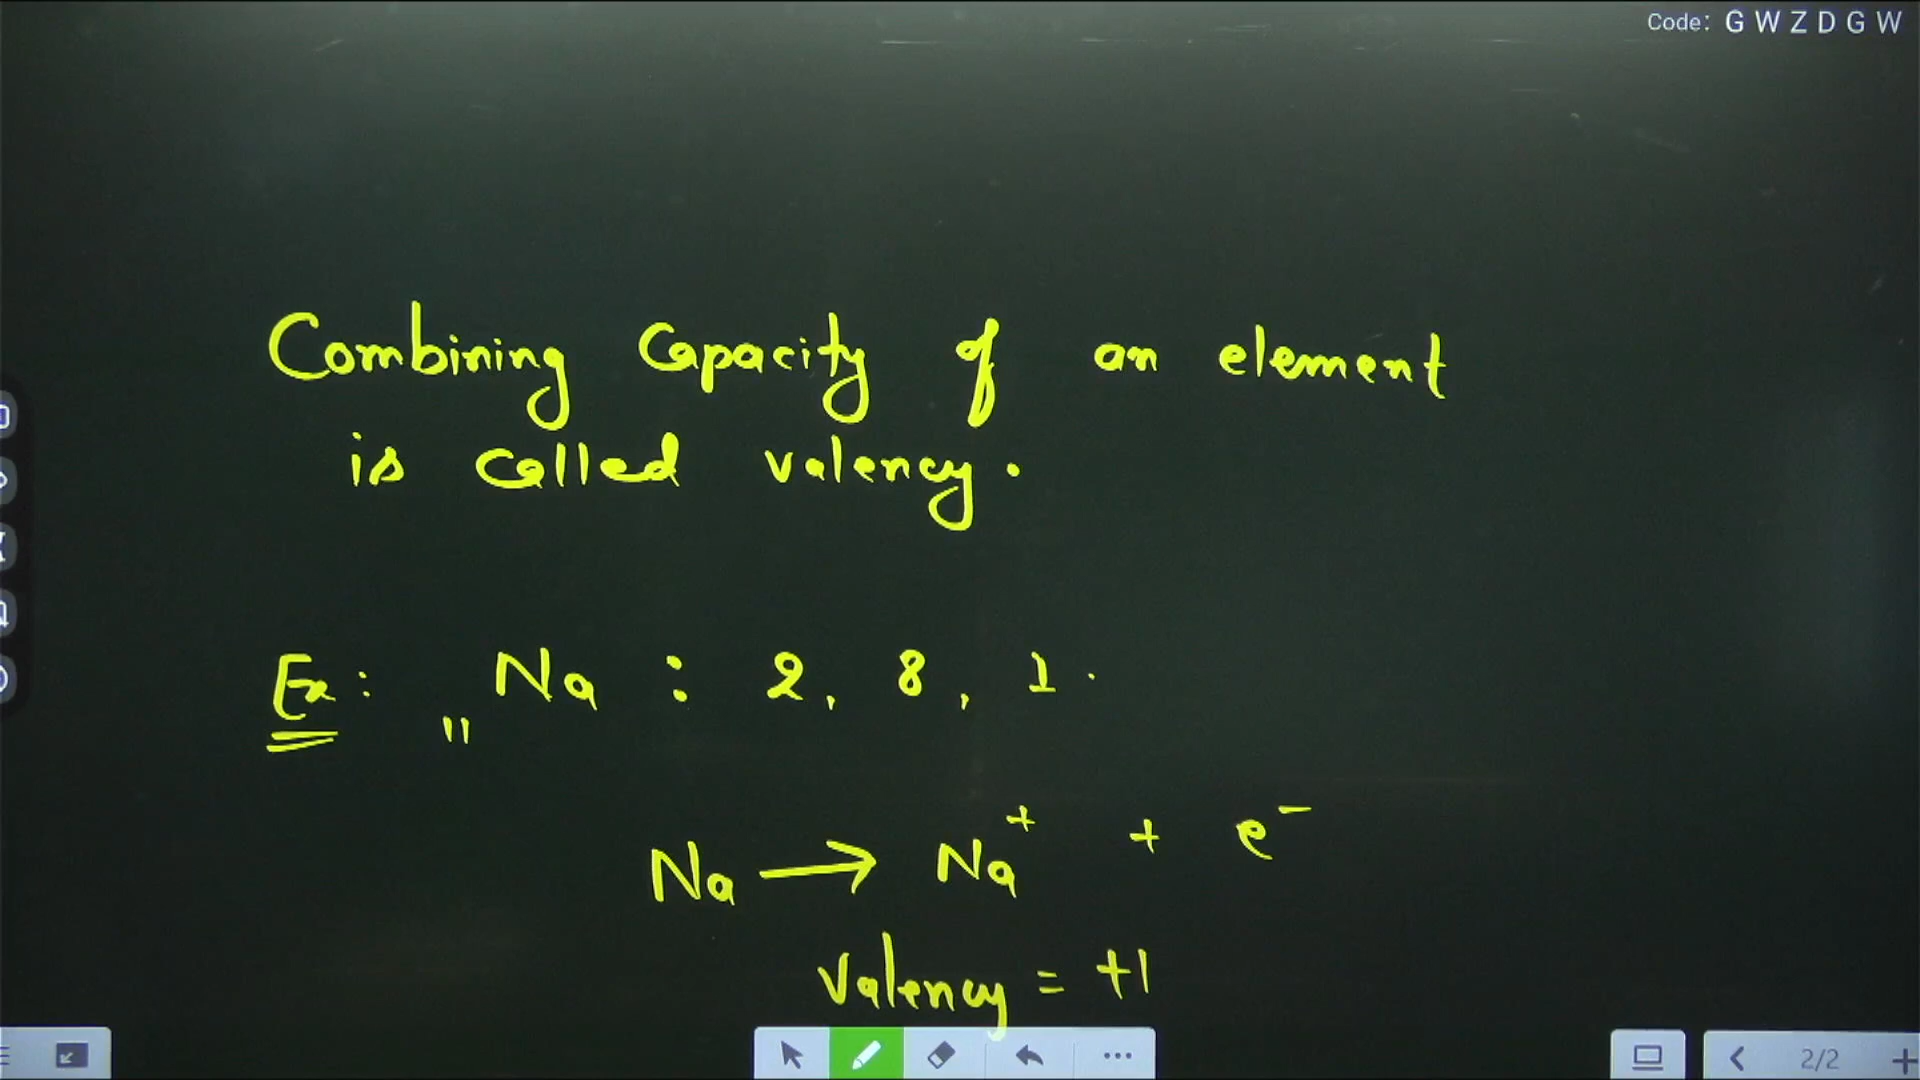 Code: GWZDGW
Combining Capacity of an element
is called valency.
Ex: ₁₁Na : 2, 8, 1.
Na → Na⁺ + e⁻
Valency = +1
2/2